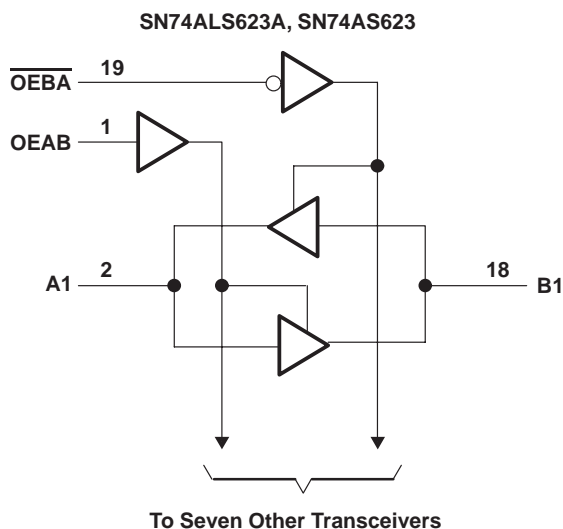 SN74ALS623A, SN74AS623
OEBA 19
OEAB 1
A1 2
18 B1
To Seven Other Transceivers